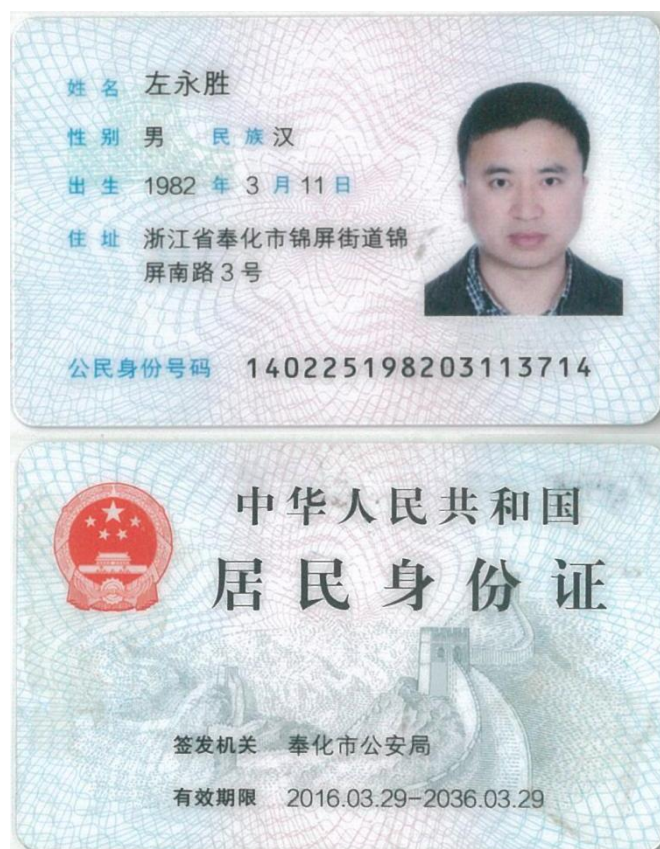 姓名 左永胜
性别 男 民族 汉
出生 1982 年 3 月 11 日
住址 浙江省奉化市锦屏街道锦
屏南路3号
公民身份号码 140225198203113714
中华人民共和国
居民身份证
签发机关 奉化市公安局
有效期限 2016.03.29-2036.03.29